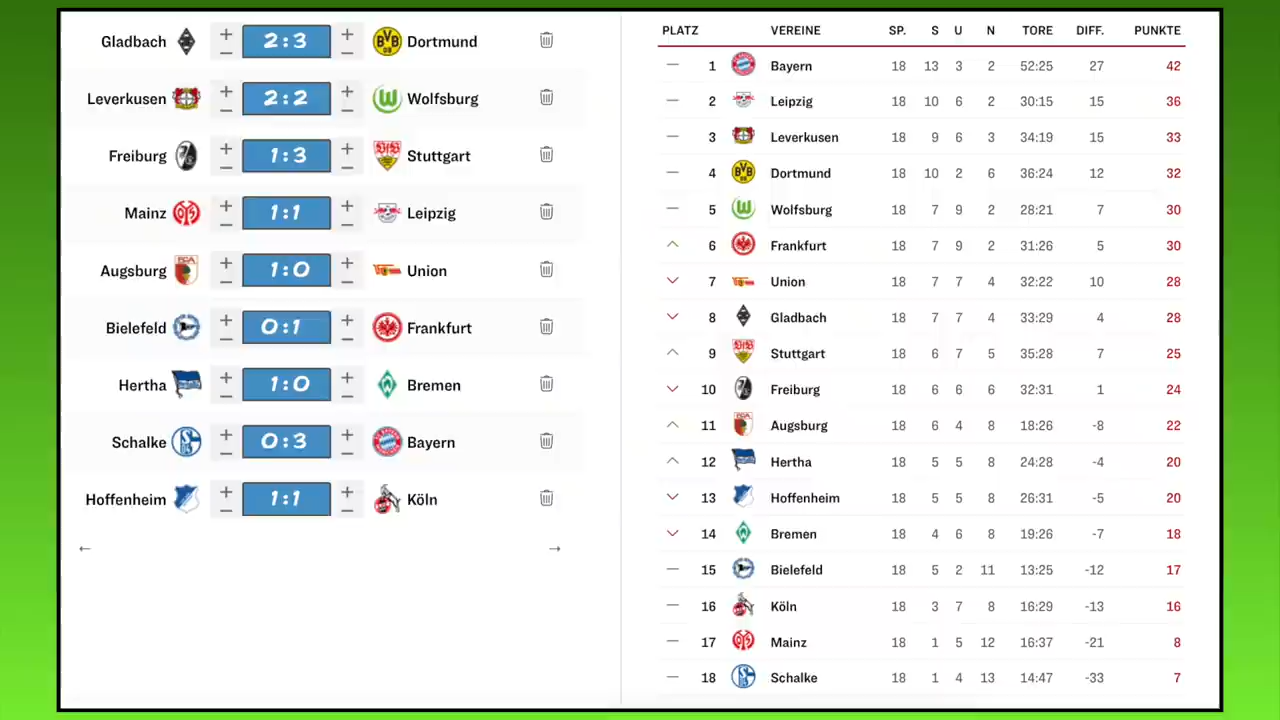 Gladbach + 2:3 + Dortmund
Leverkusen + 2:2 + Wolfsburg
Freiburg + 1:3 + Stuttgart
Mainz + 1:1 + Leipzig
Augsburg + 1:0 + Union
Bielefeld + 0:1 + Frankfurt
Hertha + 1:0 + Bremen
Schalke + 0:3 + Bayern
Hoffenheim + 1:1 + Köln
← →
PLATZ VEREINE SP. S U N TORE DIFF. PUNKTE
1 Bayern 18 13 3 2 52:25 27 42
2 Leipzig 18 10 6 2 30:15 15 36
3 Leverkusen 18 9 6 3 34:19 15 33
4 Dortmund 18 10 2 6 36:24 12 32
5 Wolfsburg 18 7 9 2 28:21 7 30
6 Frankfurt 18 7 9 2 31:26 5 30
7 Union 18 7 7 4 32:22 10 28
8 Gladbach 18 7 7 4 33:29 4 28
9 Stuttgart 18 6 7 5 35:28 7 25
10 Freiburg 18 6 6 6 32:31 1 24
11 Augsburg 18 6 4 8 18:26 -8 22
12 Hertha 18 5 5 8 24:28 -4 20
13 Hoffenheim 18 5 5 8 26:31 -5 20
14 Bremen 18 4 6 8 19:26 -7 18
15 Bielefeld 18 5 2 11 13:25 -12 17
16 Köln 18 3 7 8 16:29 -13 16
17 Mainz 18 1 5 12 16:37 -21 8
18 Schalke 18 1 4 13 14:47 -33 7